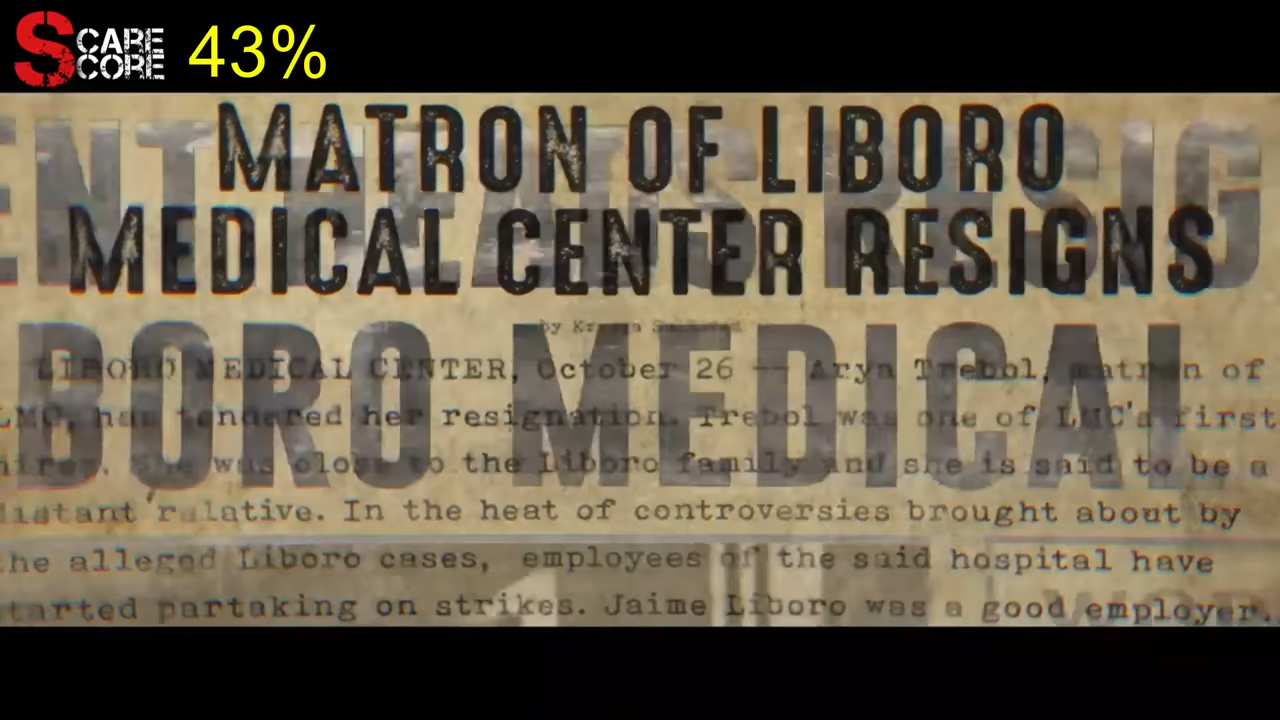 SCARE
SCORE 43%
MATRON OF LIBORO
MEDICAL CENTER RESIGNS
BORO MEDICAL
by
LIBORO MEDICAL CENTER, October 26 -- Arya Trebol, matron of
LMC, has tendered her resignation. Trebol was one of LMC's first
She was close to the Liboro family and she is said to be a
distant relative. In the heat of controversies brought about by
the alleged Liboro cases, employees of the said hospital have
started partaking on strikes. Jaime Liboro was a good employer.